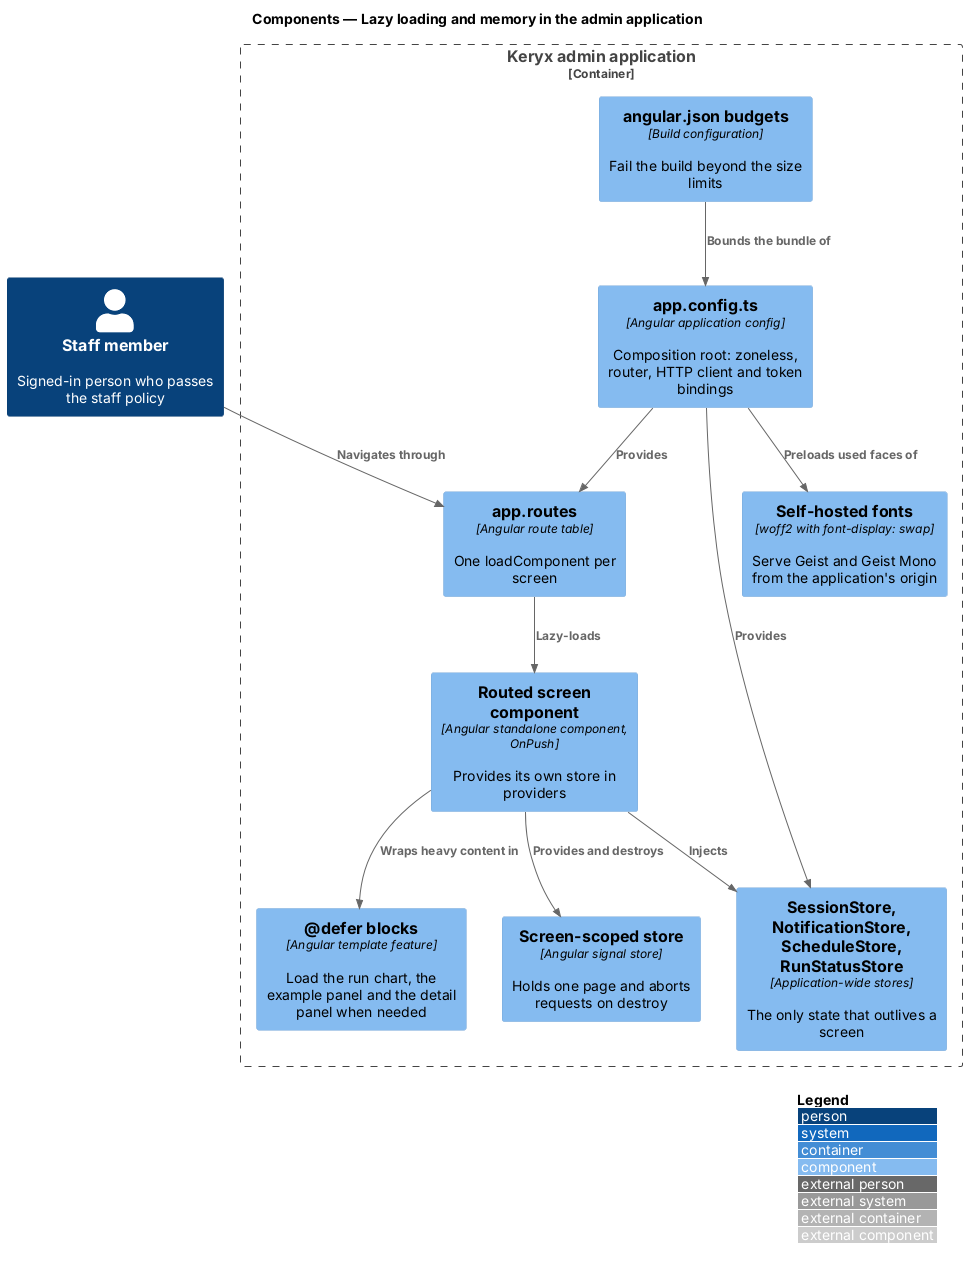 Components — Lazy loading and memory in the admin application
Keryx admin application
[Container]
angular.json budgets
[Build configuration]
Fail the build beyond the size
limits
Bounds the bundle of
Staff member
Signed-in person who passes
the staff policy
app.config.ts
[Angular application config]
Composition root: zoneless,
router, HTTP client and token
bindings
Navigates through
Provides
Preloads used faces of
app.routes
[Angular route table]
One loadComponent per
screen
Self-hosted fonts
[woff2 with font-display: swap]
Serve Geist and Geist Mono
from the application's origin
Lazy-loads
Provides
Routed screen
component
[Angular standalone component,
OnPush]
Provides its own store in
providers
Wraps heavy content in
Provides and destroys
Injects
@defer blocks
[Angular template feature]
Load the run chart, the
example panel and the detail
panel when needed
Screen-scoped store
[Angular signal store]
Holds one page and aborts
requests on destroy
SessionStore,
NotificationStore,
ScheduleStore,
RunStatusStore
[Application-wide stores]
The only state that outlives a
screen
Legend
person
system
container
component
external person
external system
external container
external component